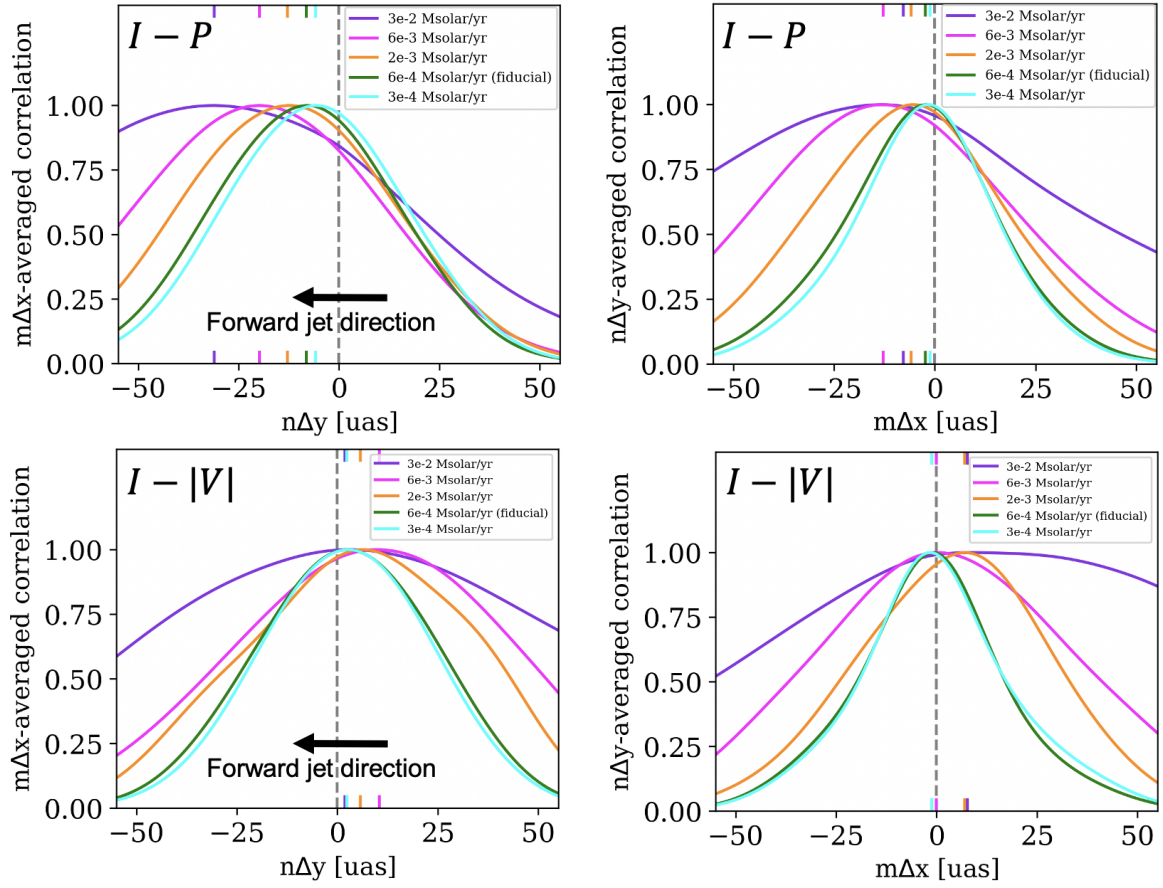 I − P
3e-2 Msolar/yr
6e-3 Msolar/yr
2e-3 Msolar/yr
6e-4 Msolar/yr (fiducial)
3e-4 Msolar/yr
mΔx-averaged correlation
1.00
0.75
0.50
0.25
0.00
Forward jet direction
−50
−25
0
25
50
nΔy [uas]
I − P
3e-2 Msolar/yr
6e-3 Msolar/yr
2e-3 Msolar/yr
6e-4 Msolar/yr (fiducial)
3e-4 Msolar/yr
nΔy-averaged correlation
1.00
0.75
0.50
0.25
0.00
−50
−25
0
25
50
mΔx [uas]
I − |V|
3e-2 Msolar/yr
6e-3 Msolar/yr
2e-3 Msolar/yr
6e-4 Msolar/yr (fiducial)
3e-4 Msolar/yr
mΔx-averaged correlation
1.00
0.75
0.50
0.25
0.00
Forward jet direction
−50
−25
0
25
50
nΔy [uas]
I − |V|
3e-2 Msolar/yr
6e-3 Msolar/yr
2e-3 Msolar/yr
6e-4 Msolar/yr (fiducial)
3e-4 Msolar/yr
nΔy-averaged correlation
1.00
0.75
0.50
0.25
0.00
−50
−25
0
25
50
mΔx [uas]